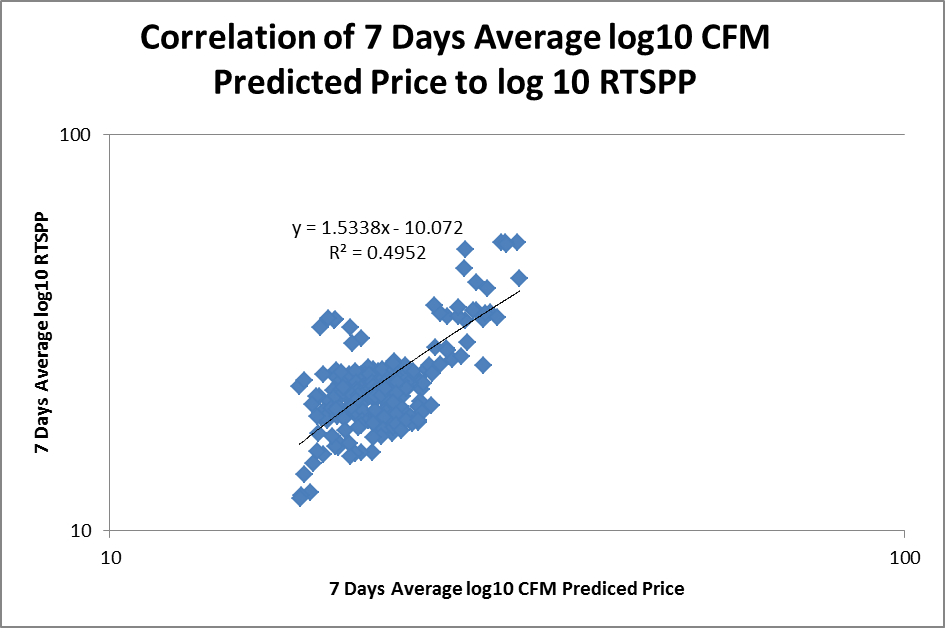 Correlation of 7 Days Average log10 CFM
Predicted Price to log 10 RTSPP
100
y = 1.5338x - 10.072
R² = 0.4952
7 Days Average log10 RTSPP
10
10
100
7 Days Average log10 CFM Prediced Price